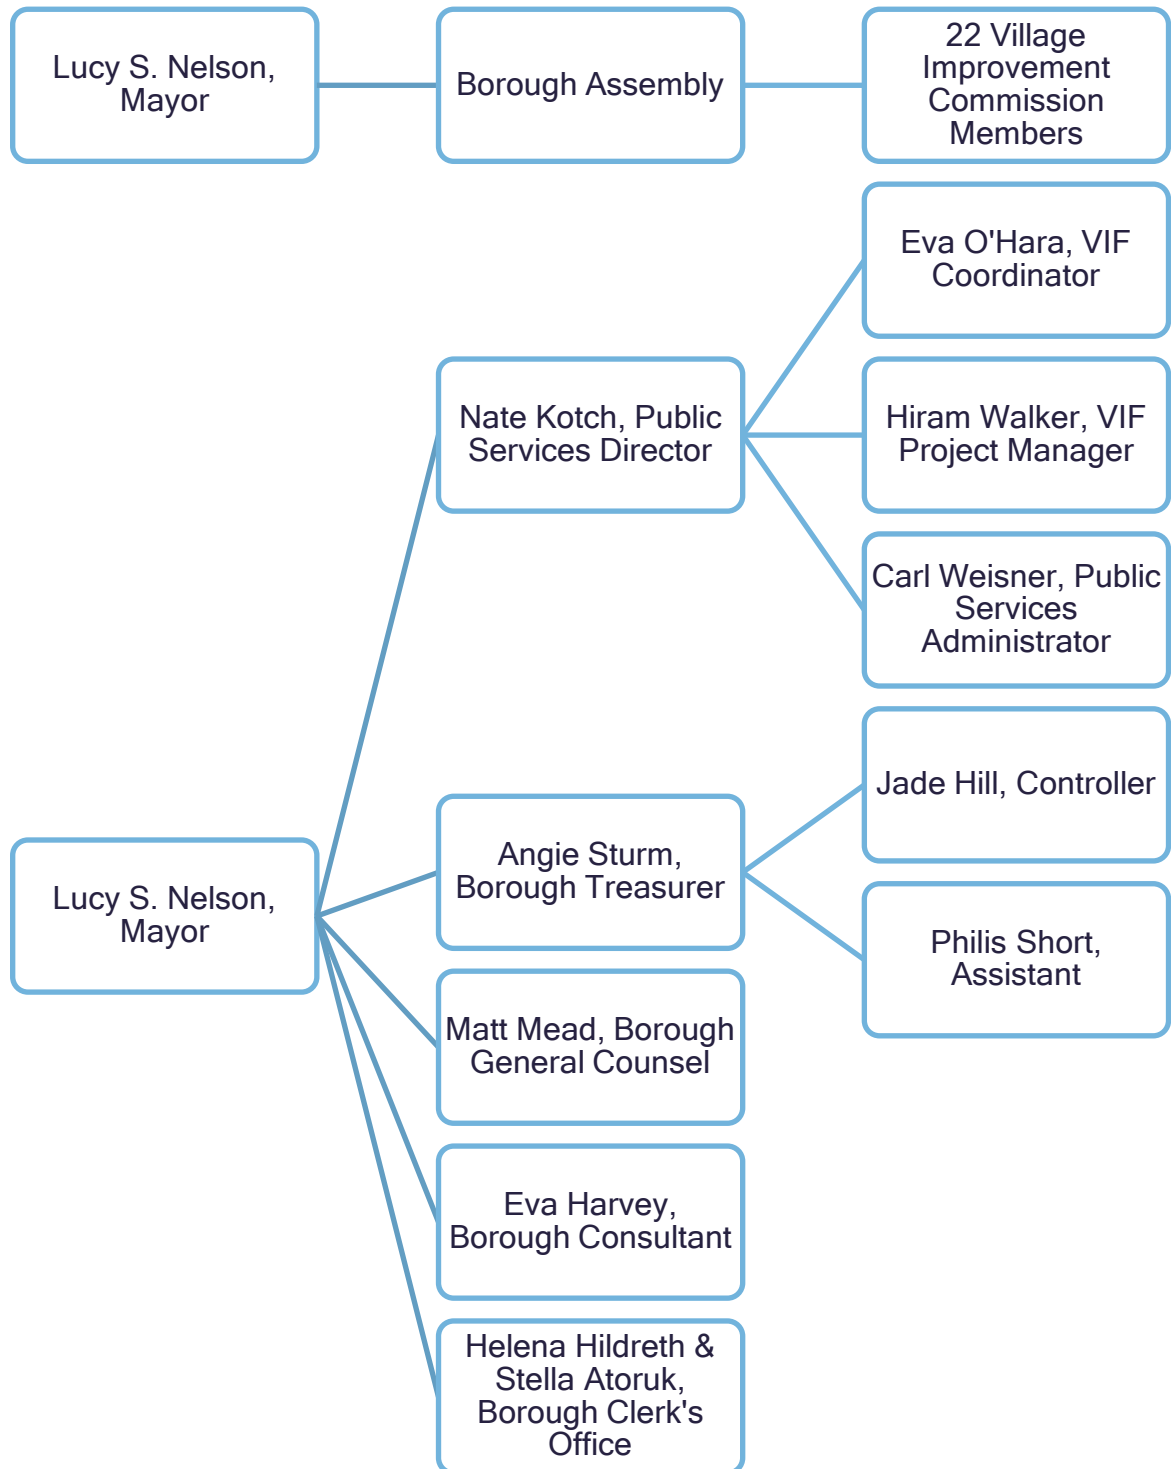 Lucy S. Nelson,
Mayor
Borough Assembly
22 Village
Improvement
Commission
Members
Lucy S. Nelson,
Mayor
Nate Kotch, Public
Services Director
Eva O'Hara, VIF
Coordinator
Hiram Walker, VIF
Project Manager
Carl Weisner, Public
Services
Administrator
Angie Sturm,
Borough Treasurer
Jade Hill, Controller
Philis Short,
Assistant
Matt Mead, Borough
General Counsel
Eva Harvey,
Borough Consultant
Helena Hildreth &
Stella Atoruk,
Borough Clerk's
Office